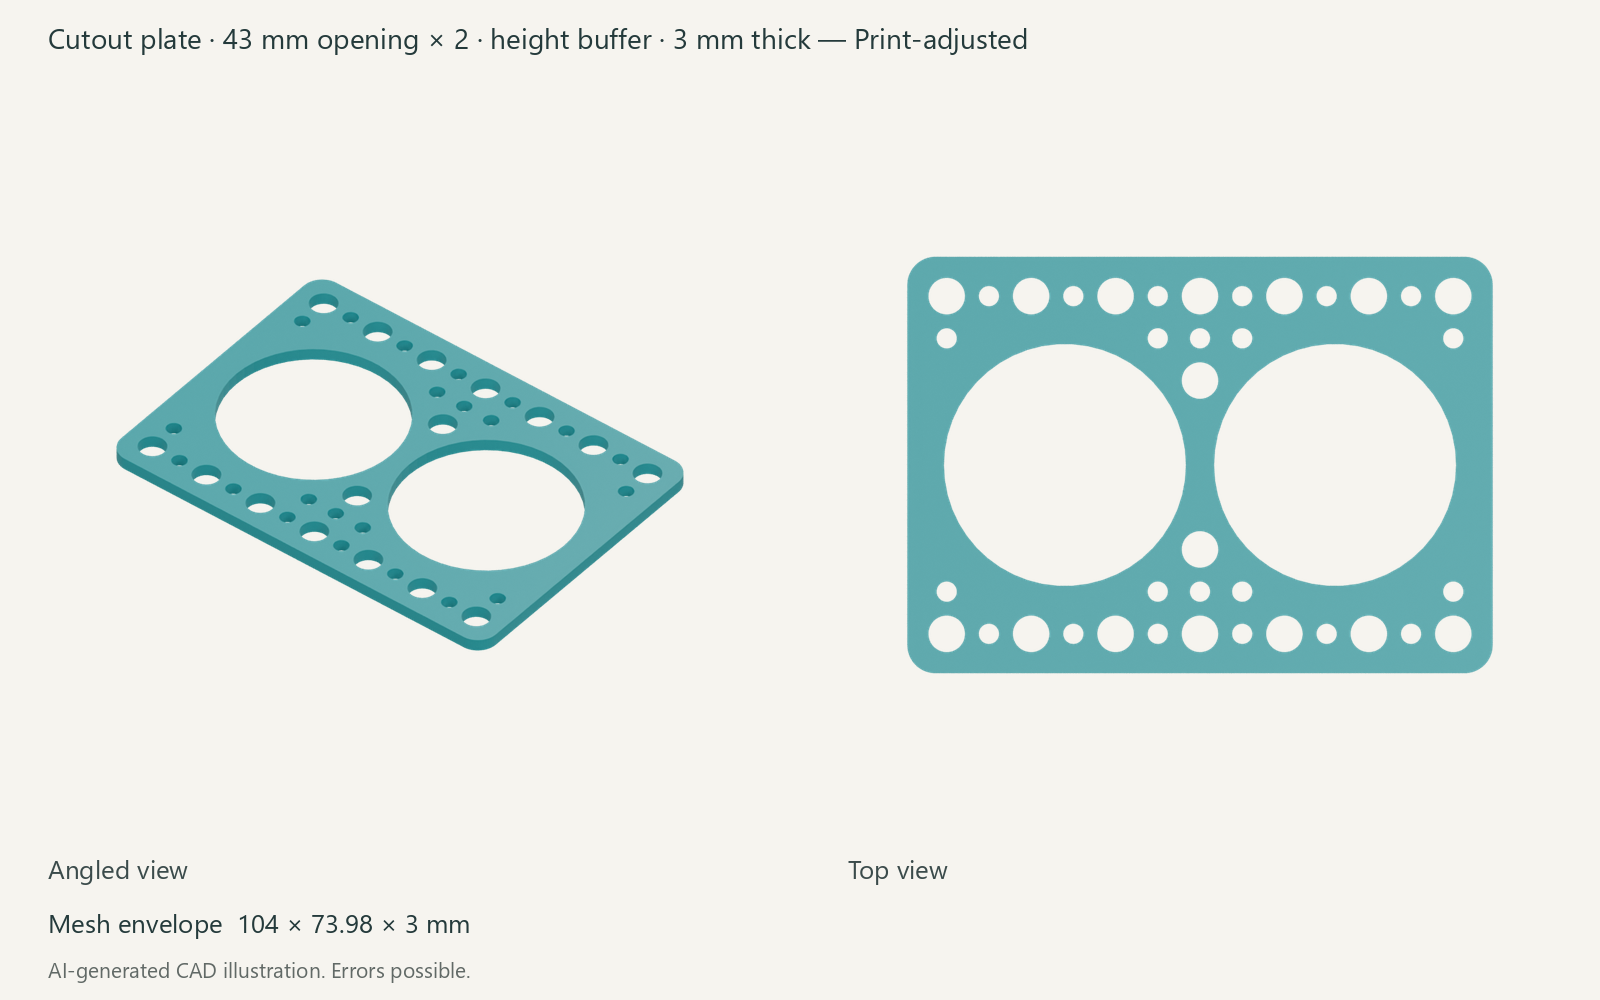 Cutout plate · 43 mm opening × 2 · height buffer · 3 mm thick — Print-adjusted
Angled view
Top view
Mesh envelope 104 × 73.98 × 3 mm
AI-generated CAD illustration. Errors possible.